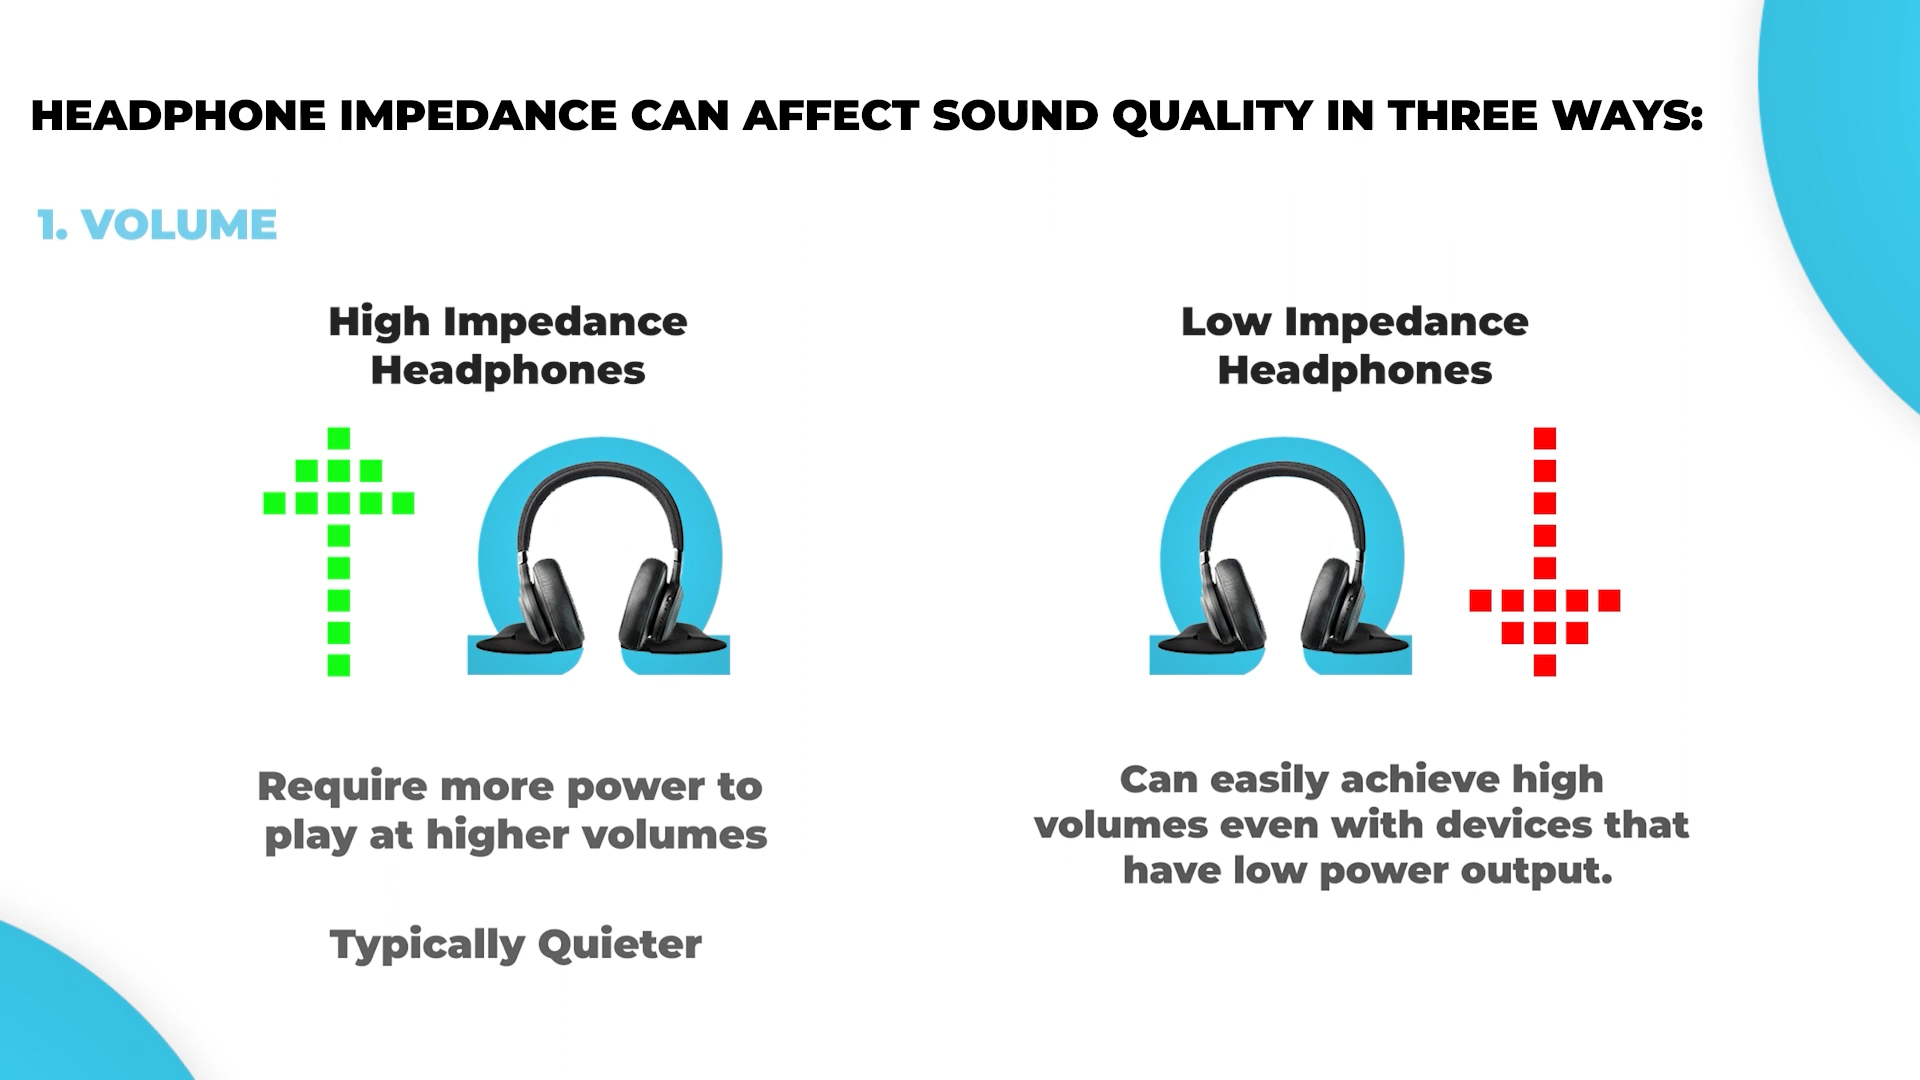 HEADPHONE IMPEDANCE CAN AFFECT SOUND QUALITY IN THREE WAYS:
1. VOLUME
High Impedance
Headphones
Require more power to
play at higher volumes
Typically Quieter
Low Impedance
Headphones
Can easily achieve high
volumes even with devices that
have low power output.